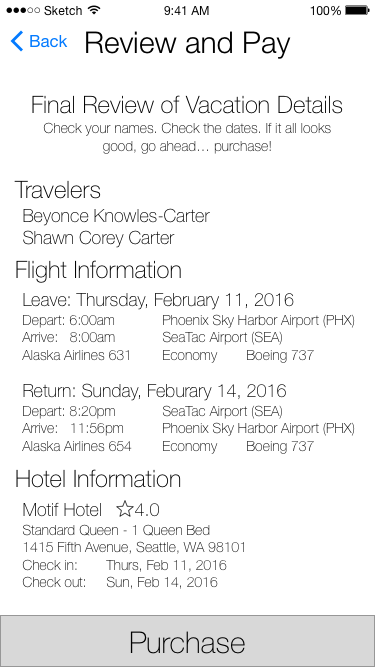 Sketch 9:41 AM 100%
Back Review and Pay
Final Review of Vacation Details
Check your names. Check the dates. If it all looks
good, go ahead... purchase!
Travelers
Beyonce Knowles-Carter
Shawn Corey Carter
Flight Information
Leave: Thursday, February 11, 2016
Depart: 6:00am Phoenix Sky Harbor Airport (PHX)
Arrive: 8:00am SeaTac Airport (SEA)
Alaska Airlines 631 Economy Boeing 737
Return: Sunday, Feburary 14, 2016
Depart: 8:20pm SeaTac Airport (SEA)
Arrive: 11:56pm Phoenix Sky Harbor Airport (PHX)
Alaska Airlines 654 Economy Boeing 737
Hotel Information
Motif Hotel ☆4.0
Standard Queen - 1 Queen Bed
1415 Fifth Avenue, Seattle, WA 98101
Check in: Thurs, Feb 11, 2016
Check out: Sun, Feb 14, 2016
Purchase